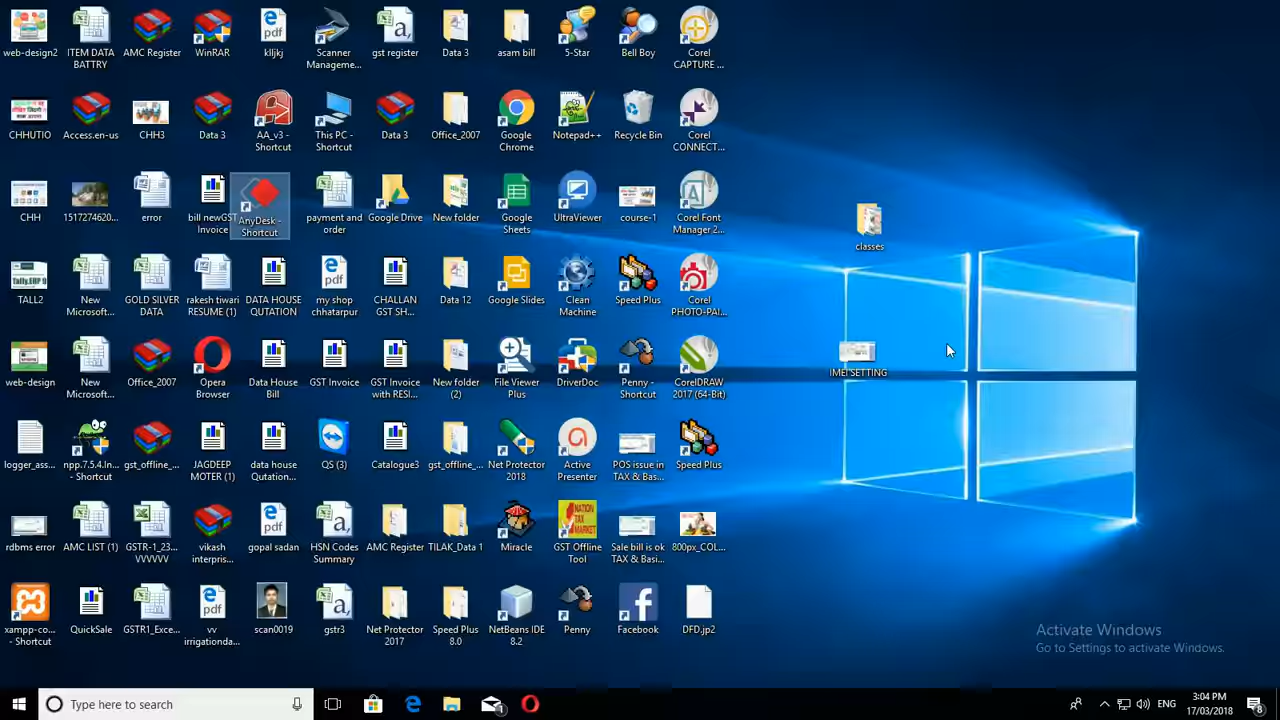 web-design2
ITEM DATA
BATTRY
AMC Register
WinRAR
klljkj
Scanner
Manageme...
gst register
Data 3
asam bill
5-Star
Bell Boy
Corel
CAPTURE ...
CHHUTIO
Access.en-us
CHH3
Data 3
AA_v3 -
Shortcut
This PC -
Shortcut
Data 3
Office_2007
Google
Chrome
Notepad++
Recycle Bin
Corel
CONNECT...
CHH
1517274620...
error
bill newGST
Invoice
AnyDesk -
Shortcut
payment and
order
Google Drive
New folder
Google
Sheets
UltraViewer
course-1
Corel Font
Manager 2...
classes
TALL2
New
Microsoft...
GOLD SILVER
DATA
rakesh tiwari
RESUME (1)
DATA HOUSE
QUTATION
my shop
chhatarpur
CHALLAN
GST SH...
Data 12
Google Slides
Clean
Machine
Speed Plus
Corel
PHOTO-PAI...
web-design
New
Microsoft...
Office_2007
Opera
Browser
Data House
Bill
GST Invoice
GST Invoice
with RESI...
New folder
(2)
File Viewer
Plus
DriverDoc
Penny -
Shortcut
CorelDRAW
2017 (64-Bit)
IMEI SETTING
logger_ass...
npp.7.5.4.In...
- Shortcut
gst_offline_...
JAGDEEP
MOTER (1)
data house
Qutation...
QS (3)
Catalogue3
gst_offline_...
Net Protector
2018
Active
Presenter
POS issue in
TAX & Bas...
Speed Plus
rdbms error
AMC LIST (1)
GSTR-1_23...
VVVVVV
vikash
interpris...
gopal sadan
HSN Codes
Summary
AMC Register
TILAK_Data 1
Miracle
GST Offline
Tool
Sale bill is ok
TAX & Basi...
800px_COL...
xampp-co...
- Shortcut
QuickSale
GSTR1_Exce...
vv
irrigationda...
scan0019
gstr3
Net Protector
2017
Speed Plus
8.0
NetBeans IDE
8.2
Penny
Facebook
DFD.jp2
Activate Windows
Go to Settings to activate Windows.
Type here to search
ENG
3:04 PM
17/03/2018